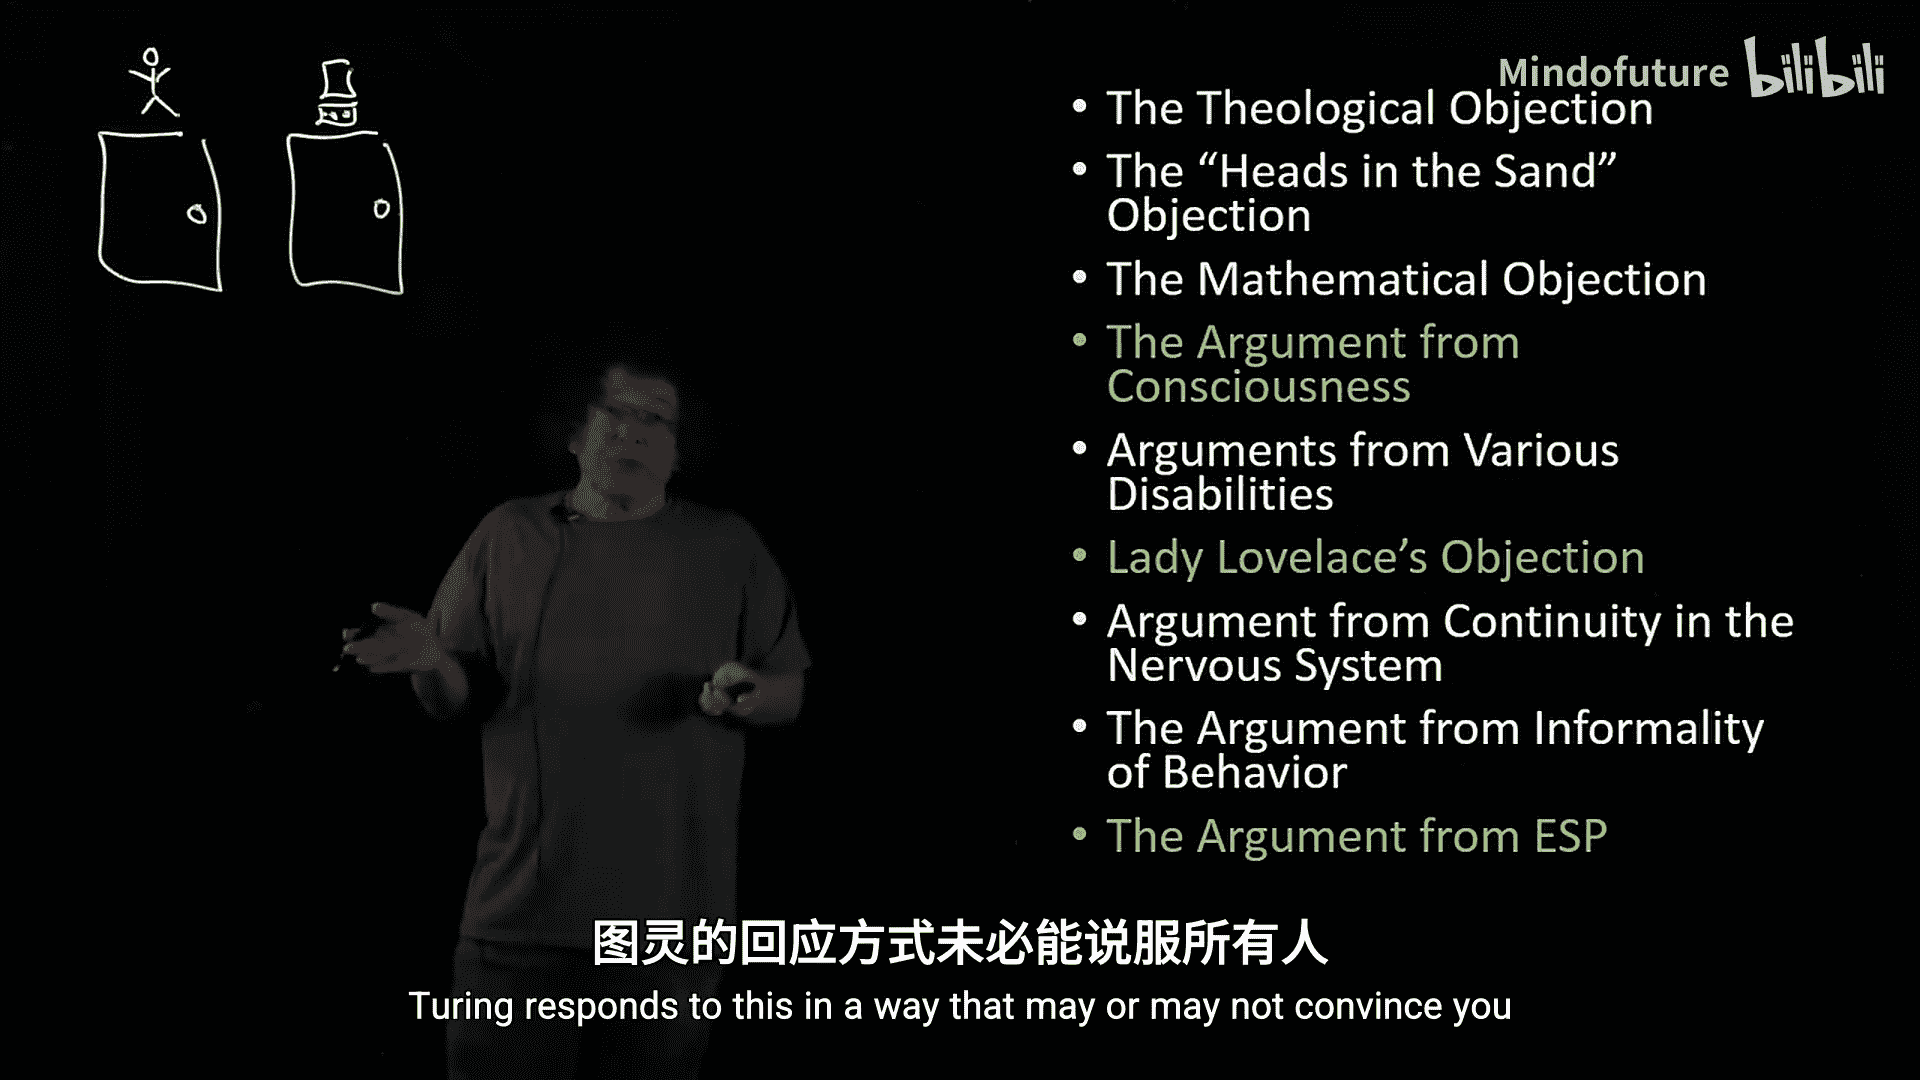 Mindofuture bilibili
• The Theological Objection
• The “Heads in the Sand”
Objection
• The Mathematical Objection
• The Argument from
Consciousness
• Arguments from Various
Disabilities
• Lady Lovelace’s Objection
• Argument from Continuity in the
Nervous System
• The Argument from Informality
of Behavior
• The Argument from ESP
图灵的回应方式未必能说服所有人
Turing responds to this in a way that may or may not convince you